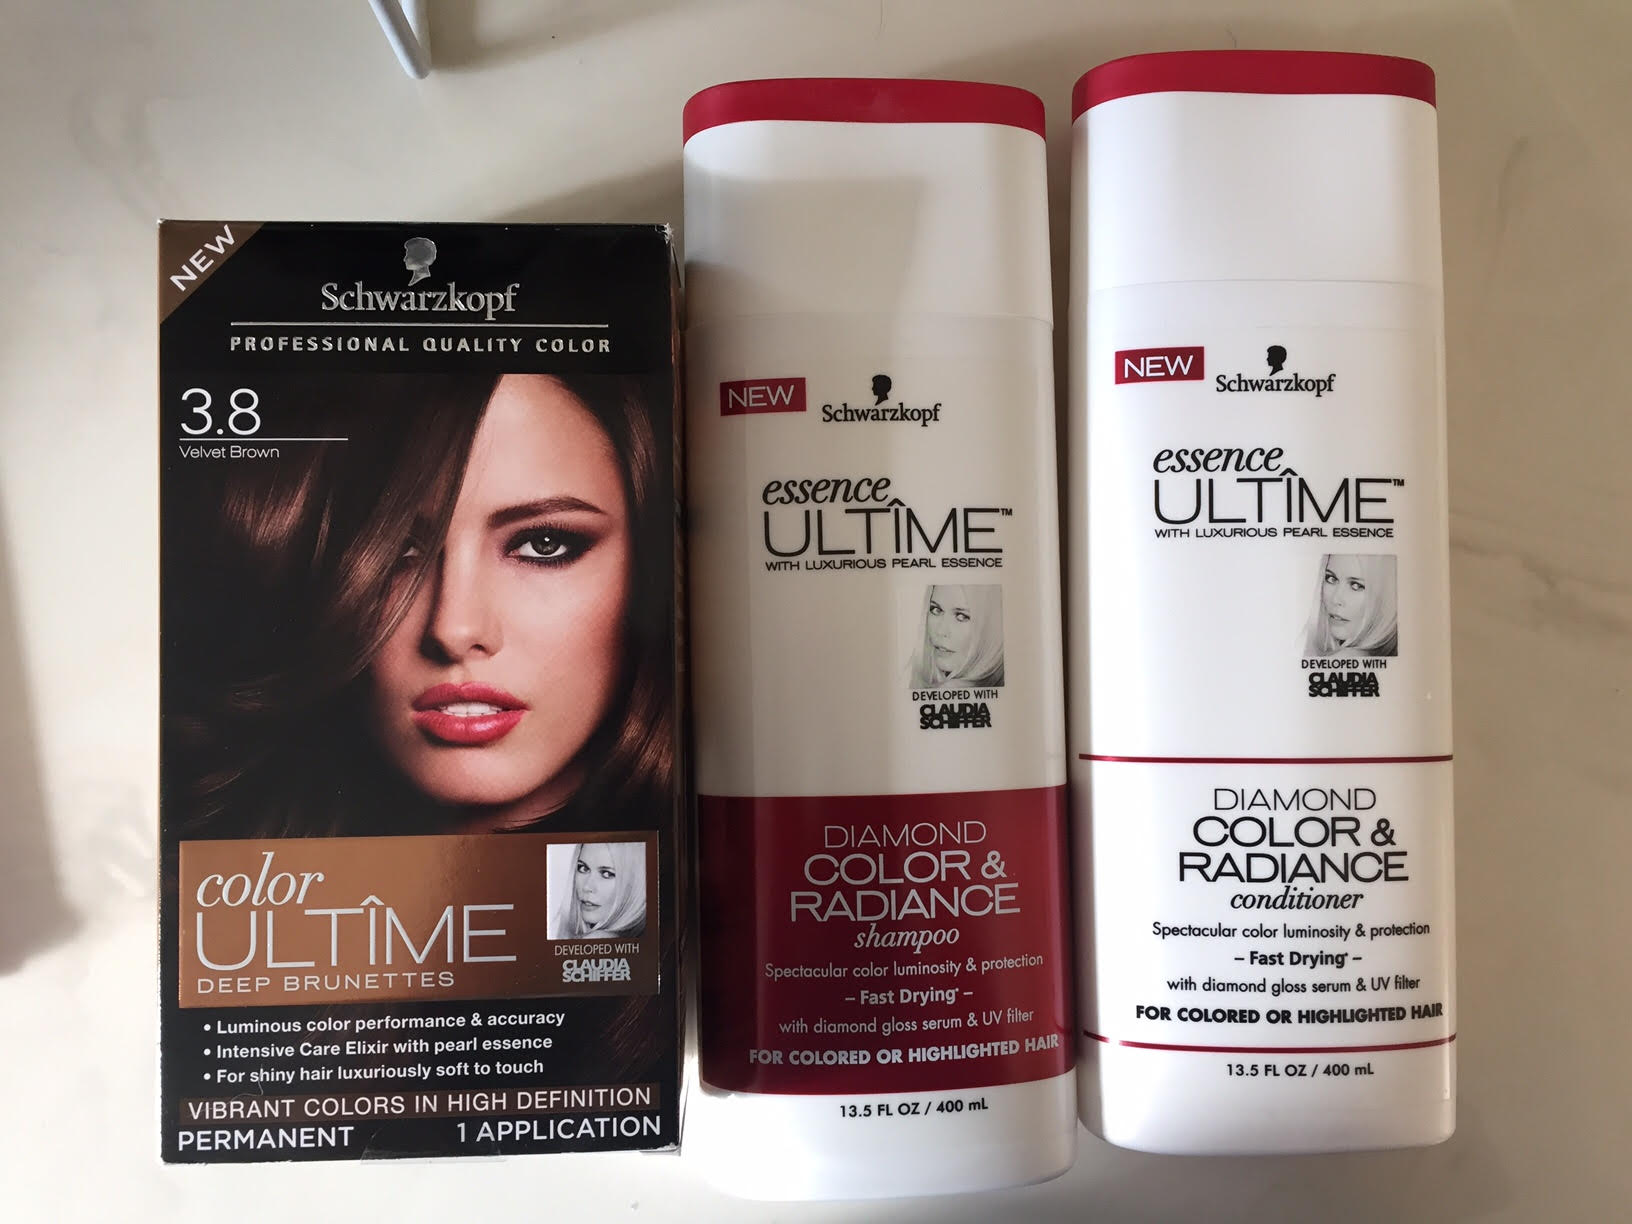 NEW
Schwarzkopf
PROFESSIONAL QUALITY COLOR
3.8
Velvet Brown
color
ULTÎME
DEEP BRUNETTES
DEVELOPED WITH
CLAUDIA
SCHIFFER
• Luminous color performance & accuracy
• Intensive Care Elixir with pearl essence
• For shiny hair luxuriously soft to touch
VIBRANT COLORS IN HIGH DEFINITION
PERMANENT 1 APPLICATION
NEW
Schwarzkopf
essence
ULTÎME™
WITH LUXURIOUS PEARL ESSENCE
DEVELOPED WITH
CLAUDIA
SCHIFFER
DIAMOND
COLOR &
RADIANCE
shampoo
Spectacular color luminosity & protection
– Fast Drying* –
with diamond gloss serum & UV filter
FOR COLORED OR HIGHLIGHTED HAIR
13.5 FL OZ / 400 mL
NEW
Schwarzkopf
essence
ULTÎME™
WITH LUXURIOUS PEARL ESSENCE
DEVELOPED WITH
CLAUDIA
SCHIFFER
DIAMOND
COLOR &
RADIANCE
conditioner
Spectacular color luminosity & protection
– Fast Drying* –
with diamond gloss serum & UV filter
FOR COLORED OR HIGHLIGHTED HAIR
13.5 FL OZ / 400 mL